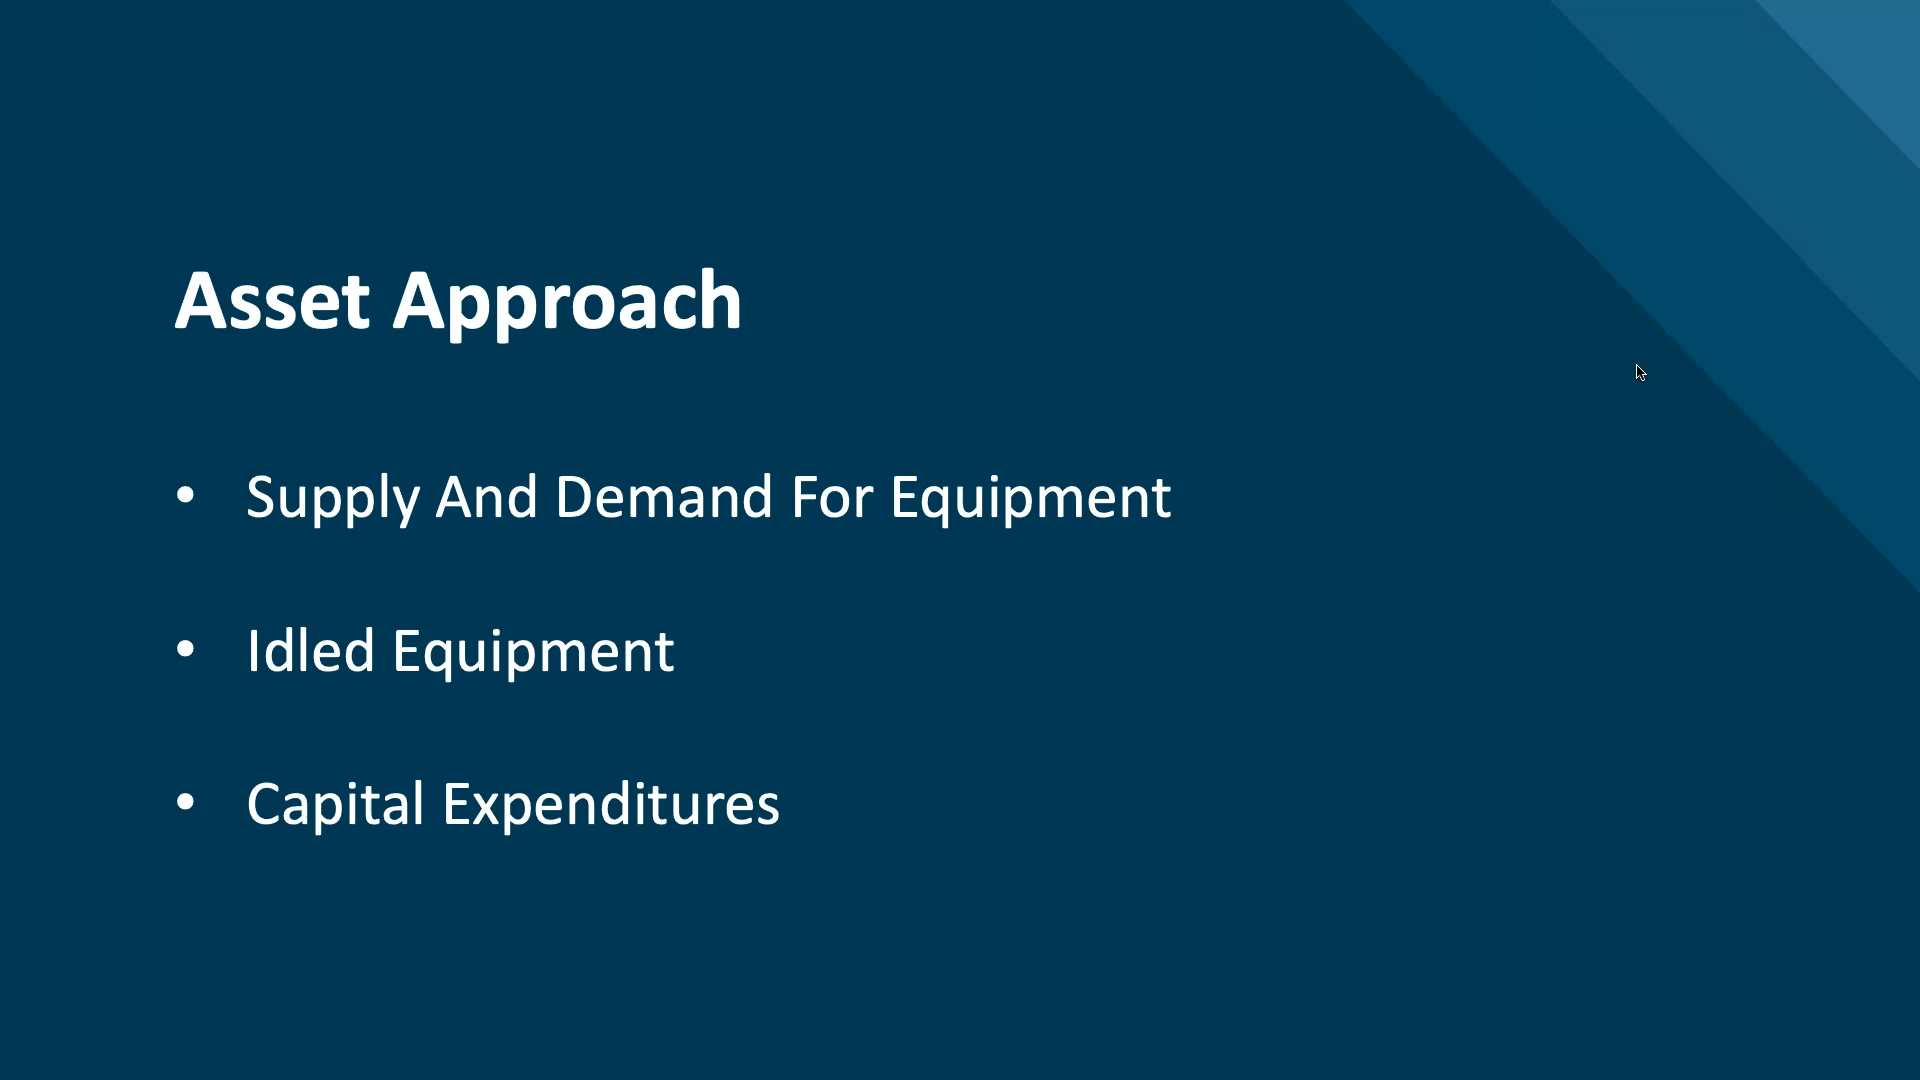 Asset Approach
• Supply And Demand For Equipment
• Idled Equipment
• Capital Expenditures